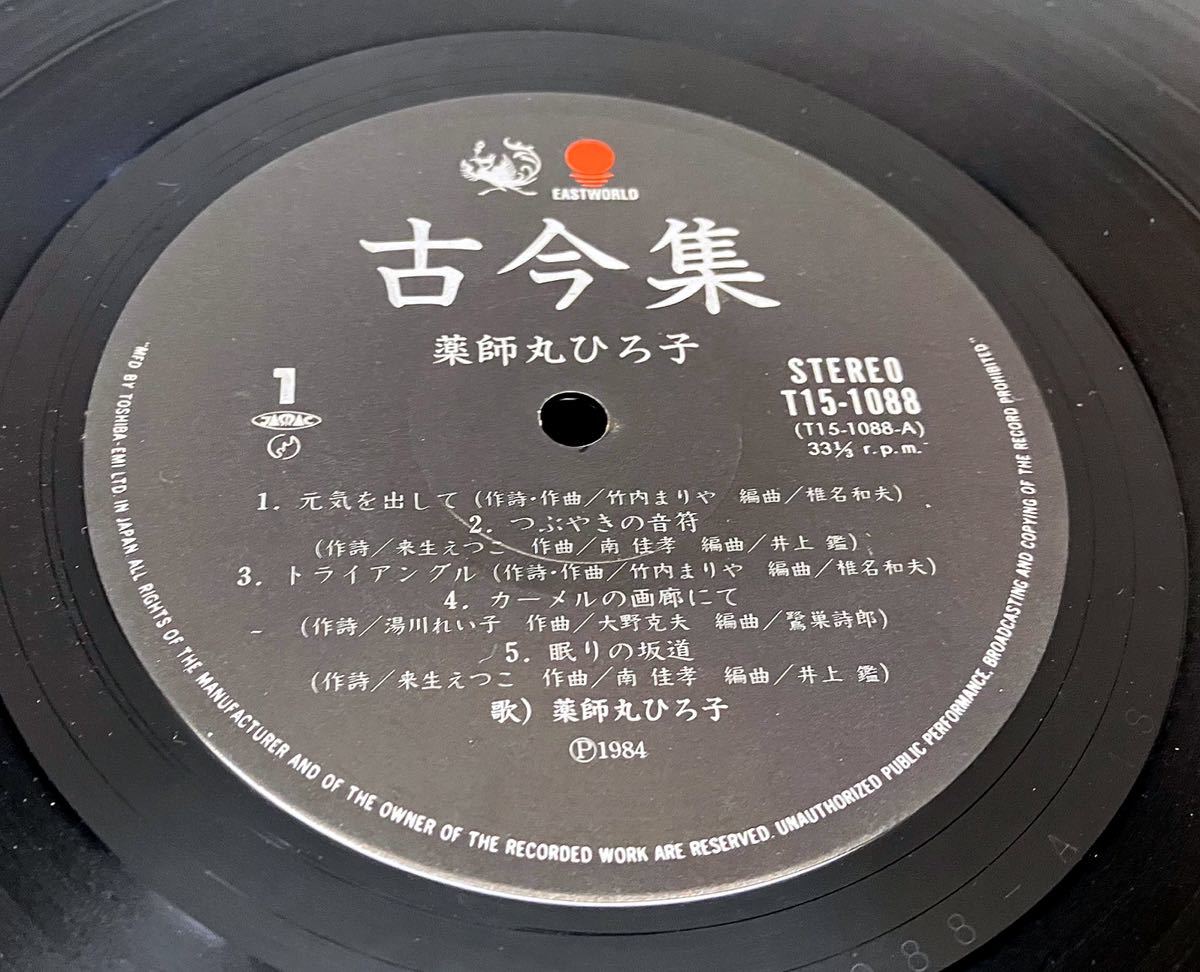 EASTWORLD
古今集
薬師丸ひろ子
1
JASRAC
STEREO
T15-1088
(T15-1088-A)
33⅓ r.p.m.
1. 元気を出して (作詩・作曲/竹内まりや 編曲/椎名和夫)
2. つぶやきの音符
(作詩/来生えつこ 作曲/南 佳孝 編曲/井上 鑑)
3. トライアングル (作詩・作曲/竹内まりや 編曲/椎名和夫)
4. カーメルの画廊にて
(作詩/湯川れい子 作曲/大野克夫 編曲/鷺巣詩郎)
5. 眠りの坂道
(作詩/来生えつこ 作曲/南 佳孝 編曲/井上 鑑)
歌) 薬師丸ひろ子
Ⓟ1984
"MFD BY TOSHIBA-EMI LTD. IN JAPAN ALL RIGHTS OF THE MANUFACTURER AND OF THE OWNER OF THE RECORDED WORK ARE RESERVED. UNAUTHORIZED PUBLIC PERFORMANCE, BROADCASTING AND COPYING OF THE RECORD PROHIBITED"